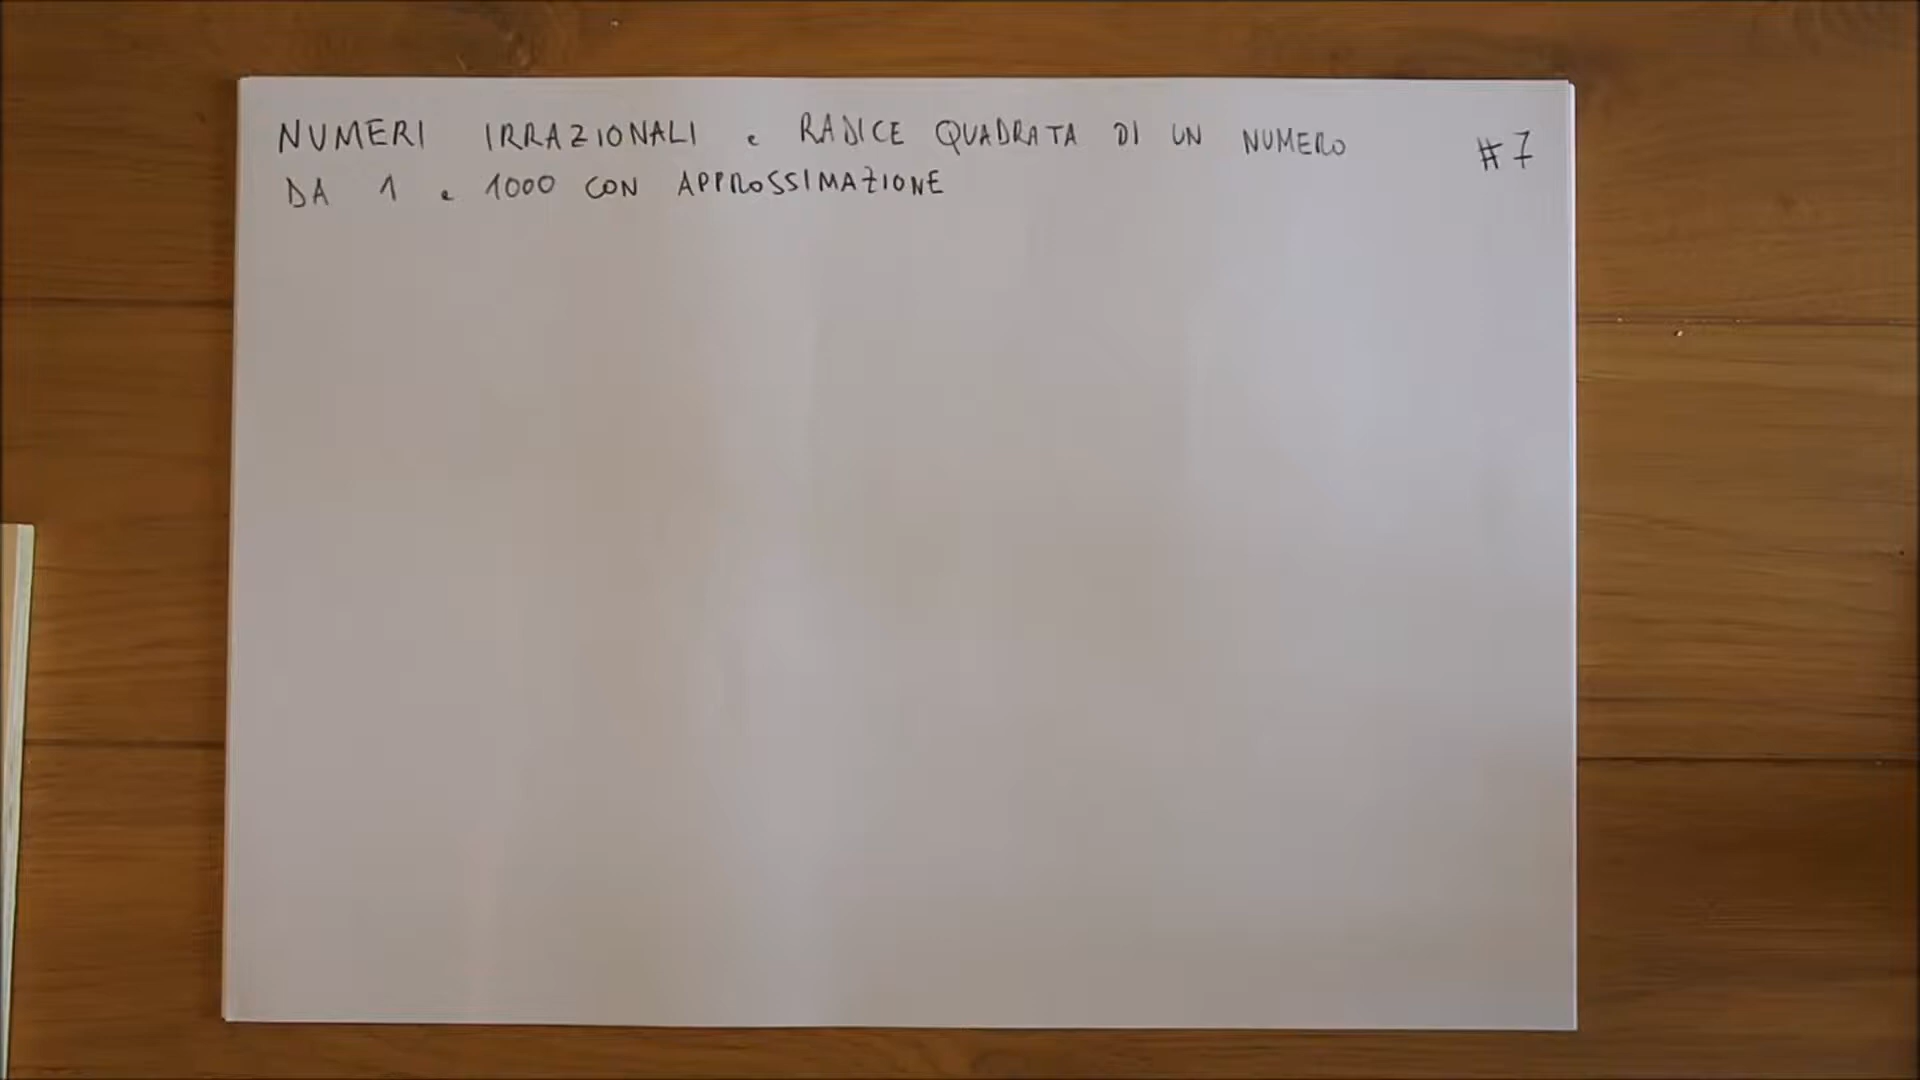 NUMERI IRRAZIONALI e RADICE QUADRATA DI UN NUMERO #7
DA 1 e 1000 CON APPROSSIMAZIONE